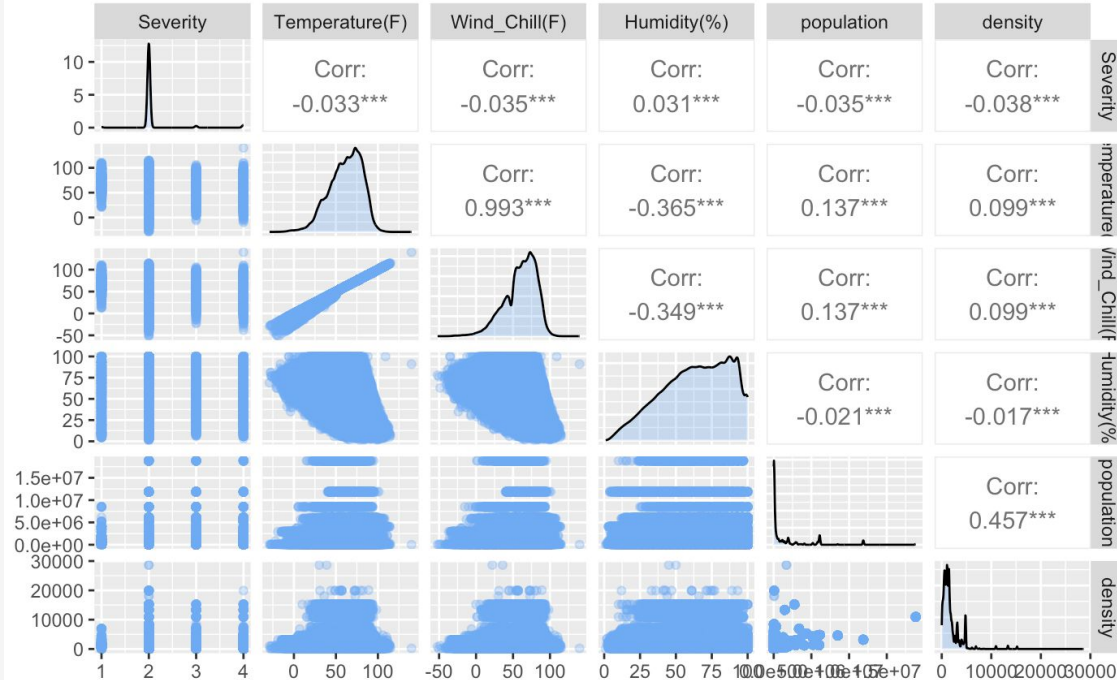 Severity Temperature(F) Wind_Chill(F) Humidity(%) population density
10
5
0
Corr:
-0.033***
Corr:
-0.035***
Corr:
0.031***
Corr:
-0.035***
Corr:
-0.038***
Severity
100
50
0
Corr:
0.993***
Corr:
-0.365***
Corr:
0.137***
Corr:
0.099***
mperature(
100
50
0
-50
Corr:
-0.349***
Corr:
0.137***
Corr:
0.099***
Wind_Chill(F
100
75
50
25
0
Corr:
-0.021***
Corr:
-0.017***
Humidity(%
1.5e+07
1.0e+07
5.0e+06
0.0e+00
Corr:
0.457***
population
30000
20000
10000
0
density
1 2 3 4 0 50 100 -50 0 50 100 0 25 50 75 100 0 10000 20000 30000